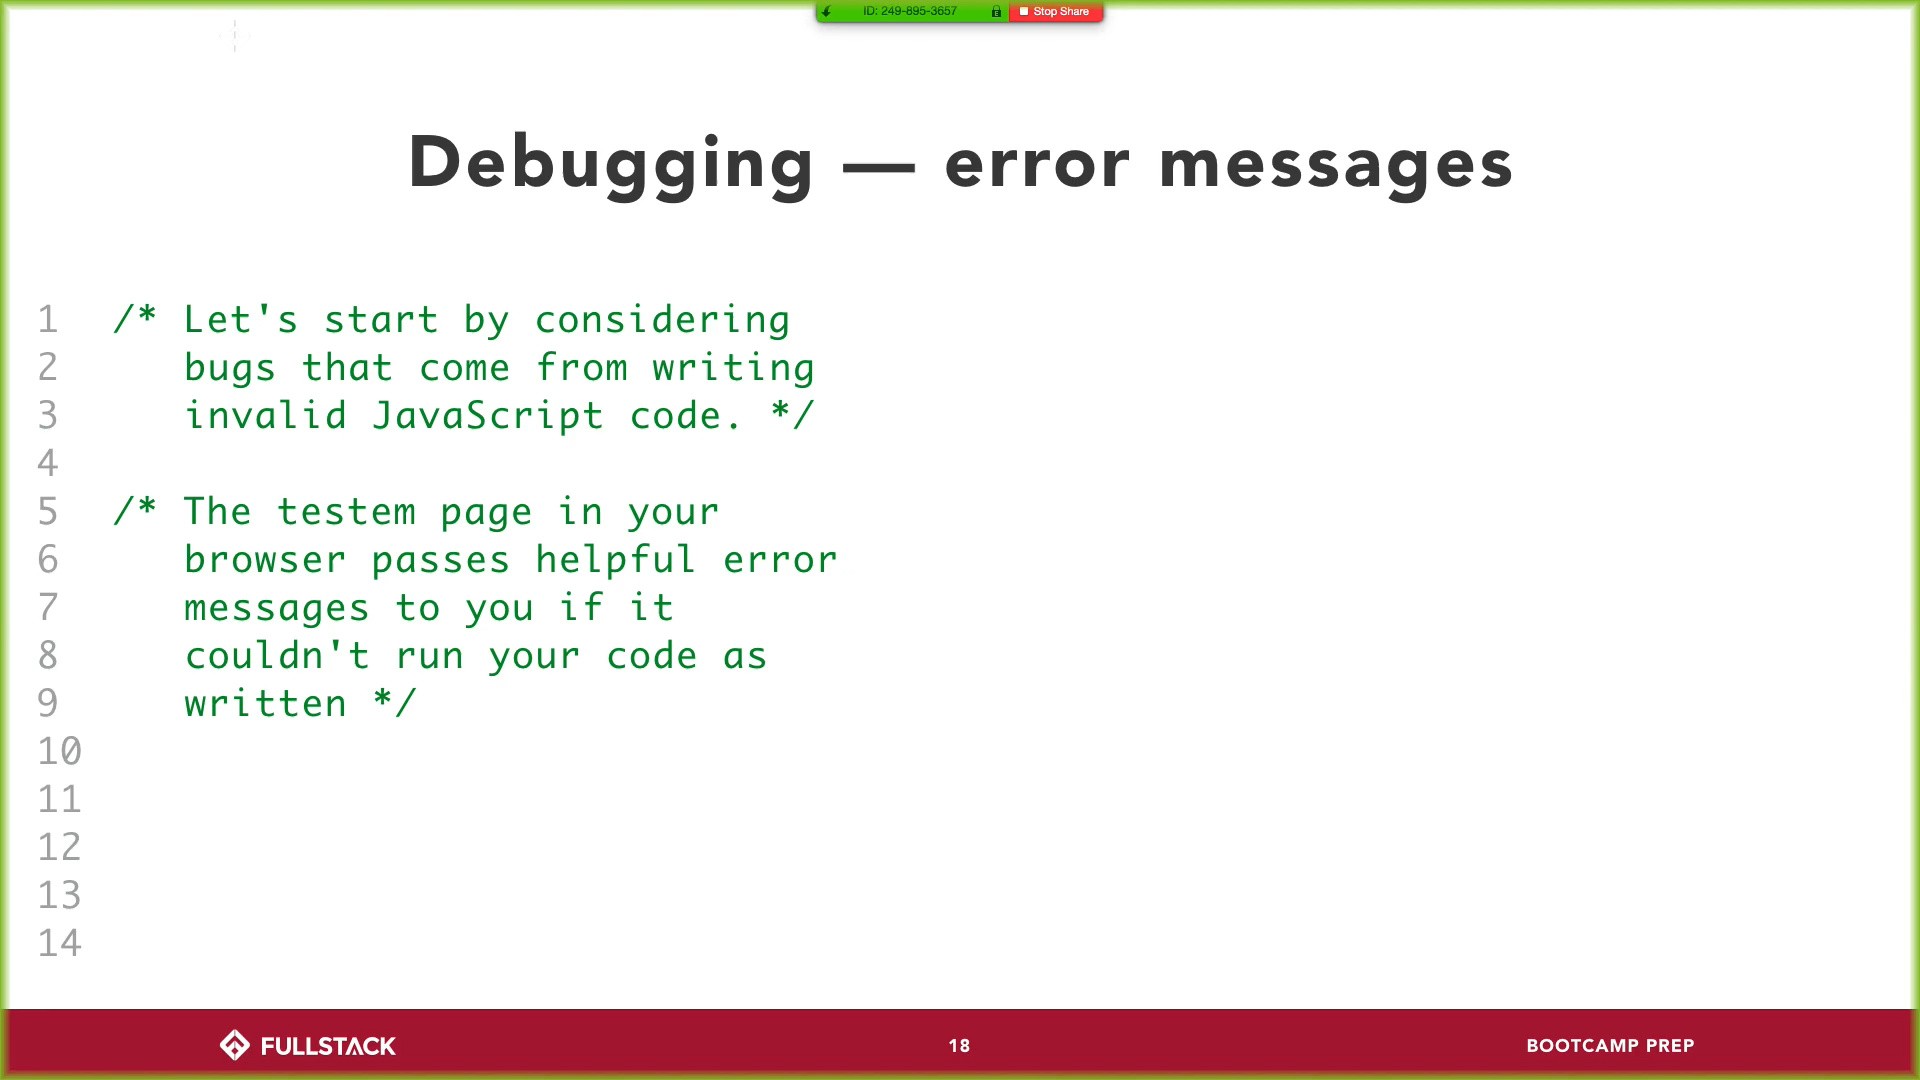 ID: 249-895-3657
Stop Share
Debugging — error messages
1 /* Let's start by considering
2 bugs that come from writing
3 invalid JavaScript code. */
4
5 /* The testem page in your
6 browser passes helpful error
7 messages to you if it
8 couldn't run your code as
9 written */
10
11
12
13
14
FULLSTACK
18
BOOTCAMP PREP